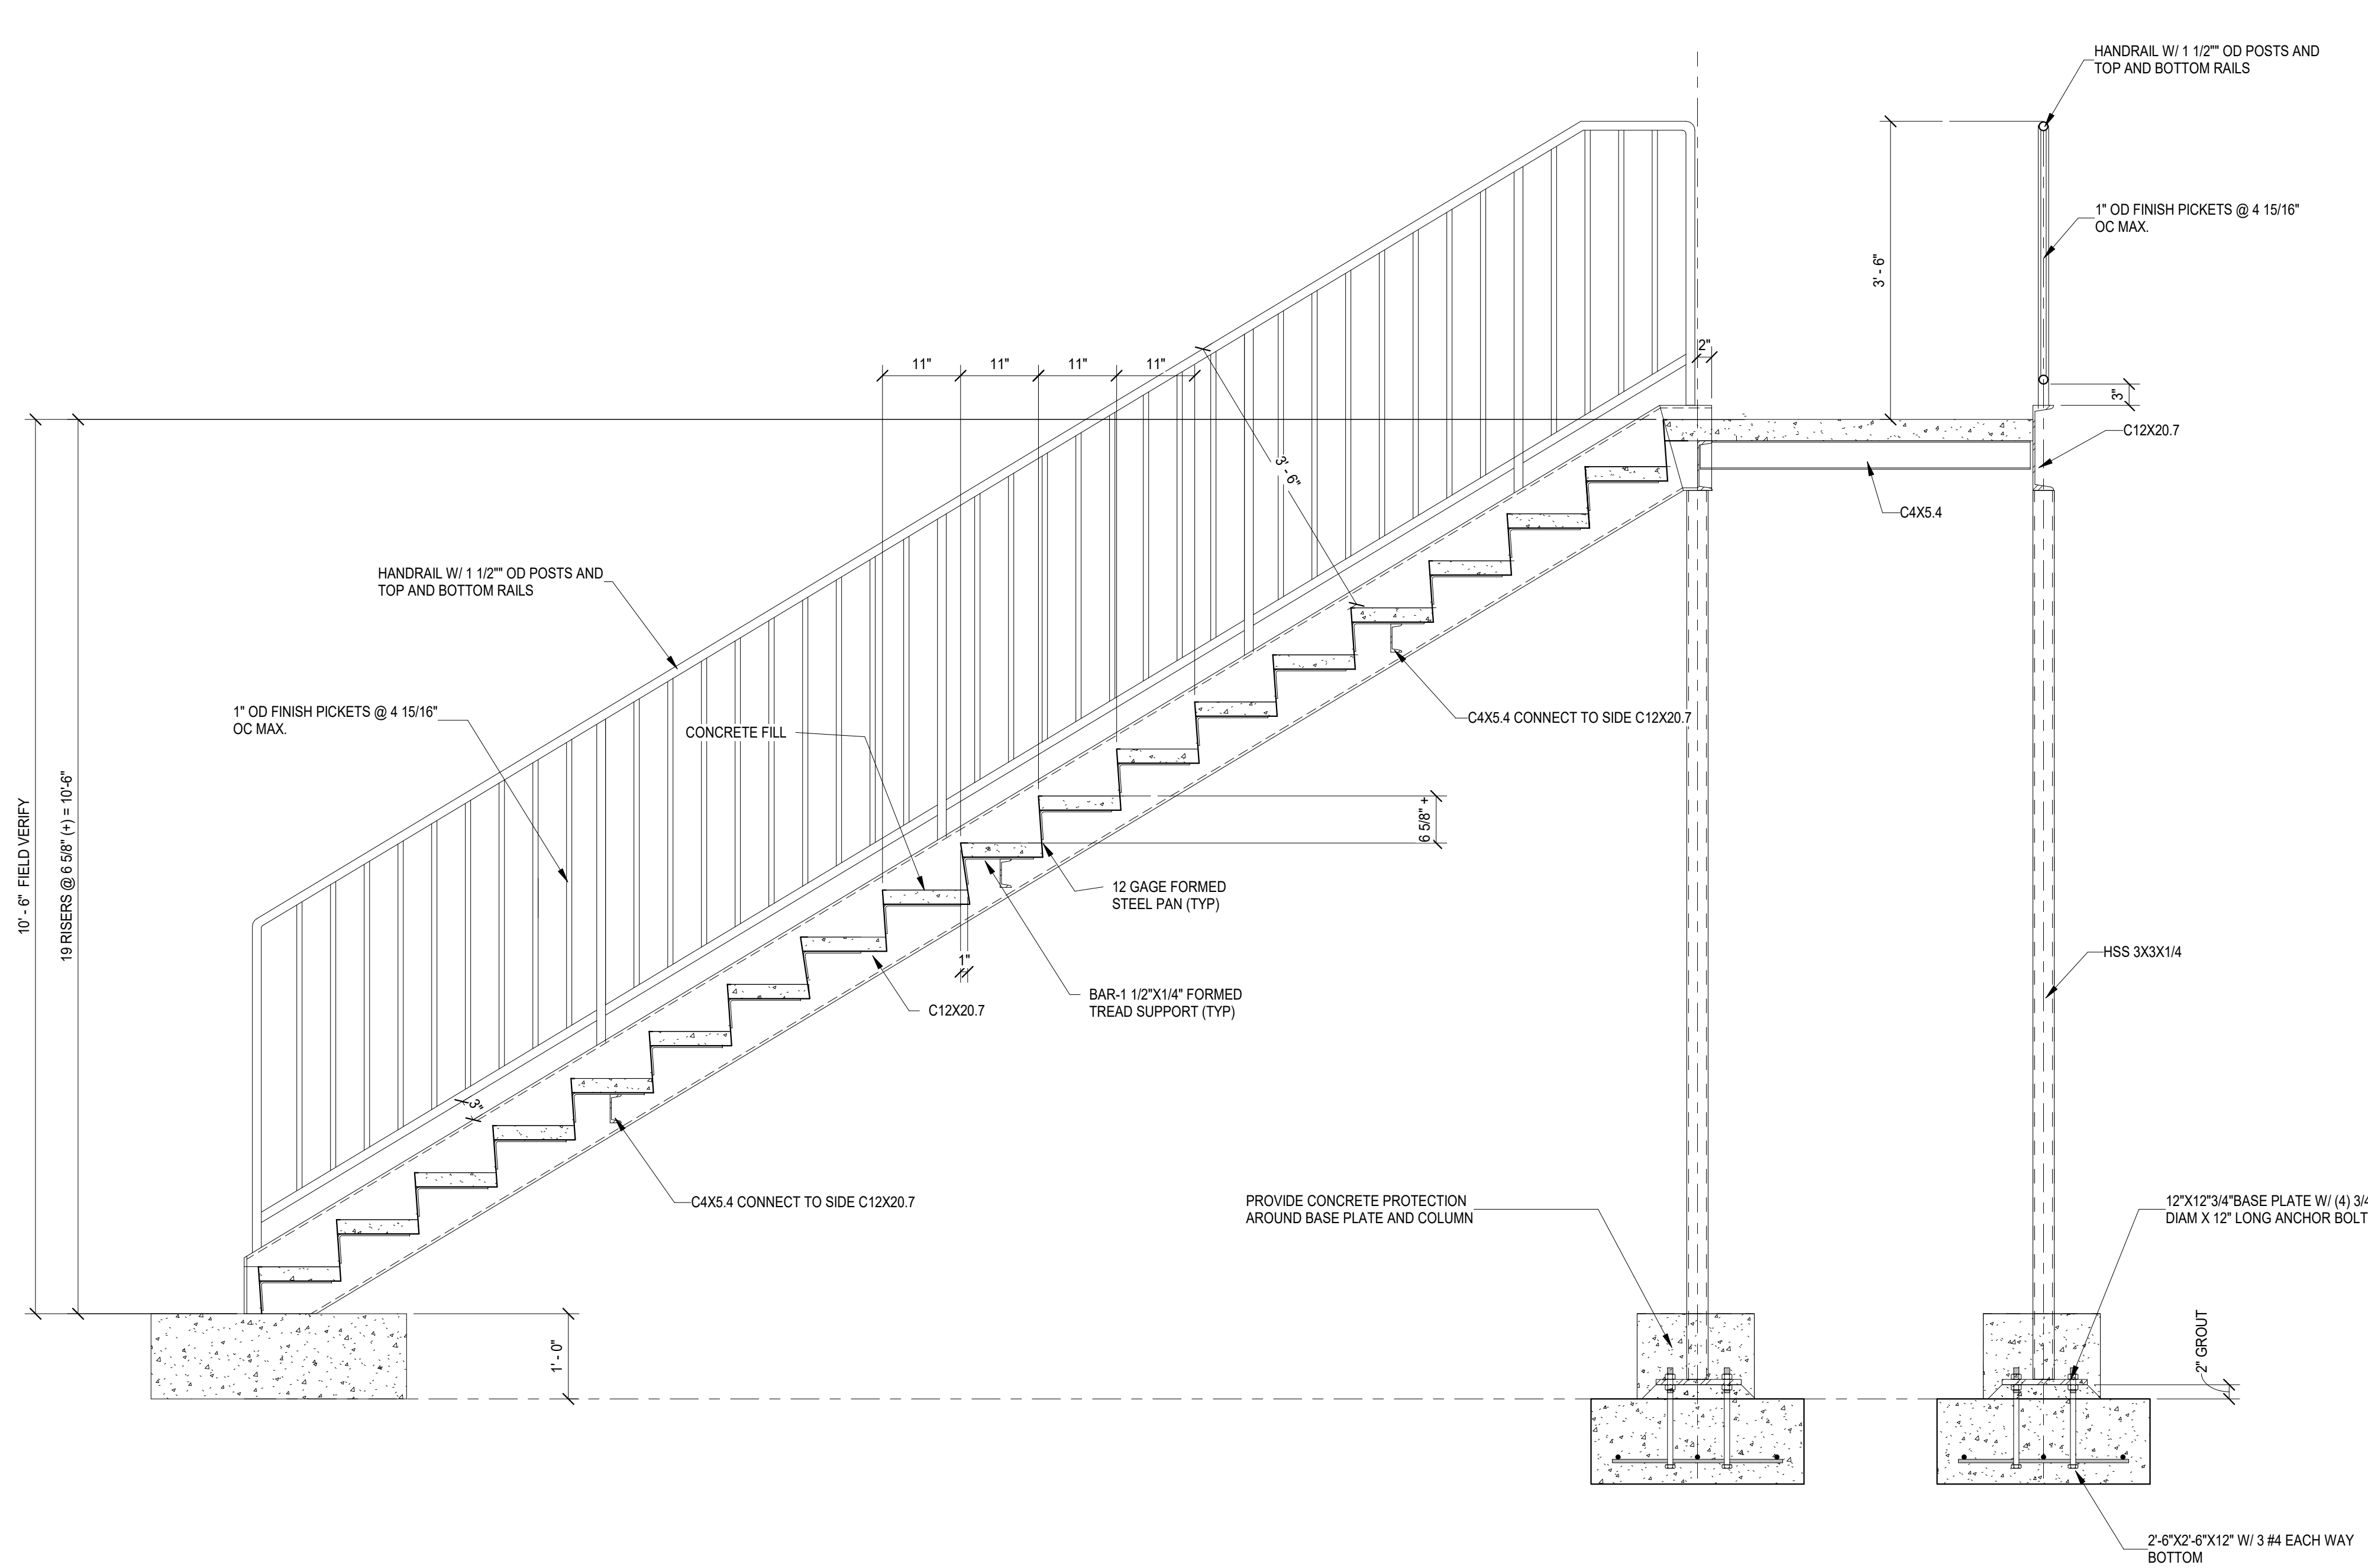 HANDRAIL W/ 1 1/2"" OD POSTS AND
TOP AND BOTTOM RAILS
1" OD FINISH PICKETS @ 4 15/16"
OC MAX.
3' - 6"
2"
11"
11"
11"
11"
3"
C12X20.7
C4X5.4
3' - 6"
HANDRAIL W/ 1 1/2"" OD POSTS AND
TOP AND BOTTOM RAILS
1" OD FINISH PICKETS @ 4 15/16"
OC MAX.
CONCRETE FILL
C4X5.4 CONNECT TO SIDE C12X20.7
10' - 6" FIELD VERIFY
19 RISERS @ 6 5/8" (+) = 10'-6"
6 5/8" +
12 GAGE FORMED
STEEL PAN (TYP)
1"
HSS 3X3X1/4
BAR-1 1/2"X1/4" FORMED
TREAD SUPPORT (TYP)
C12X20.7
3"
C4X5.4 CONNECT TO SIDE C12X20.7
PROVIDE CONCRETE PROTECTION
AROUND BASE PLATE AND COLUMN
12"X12"3/4"BASE PLATE W/ (4) 3/4
DIAM X 12" LONG ANCHOR BOLT
1' - 0"
2" GROUT
2'-6"X2'-6"X12" W/ 3 #4 EACH WAY
BOTTOM